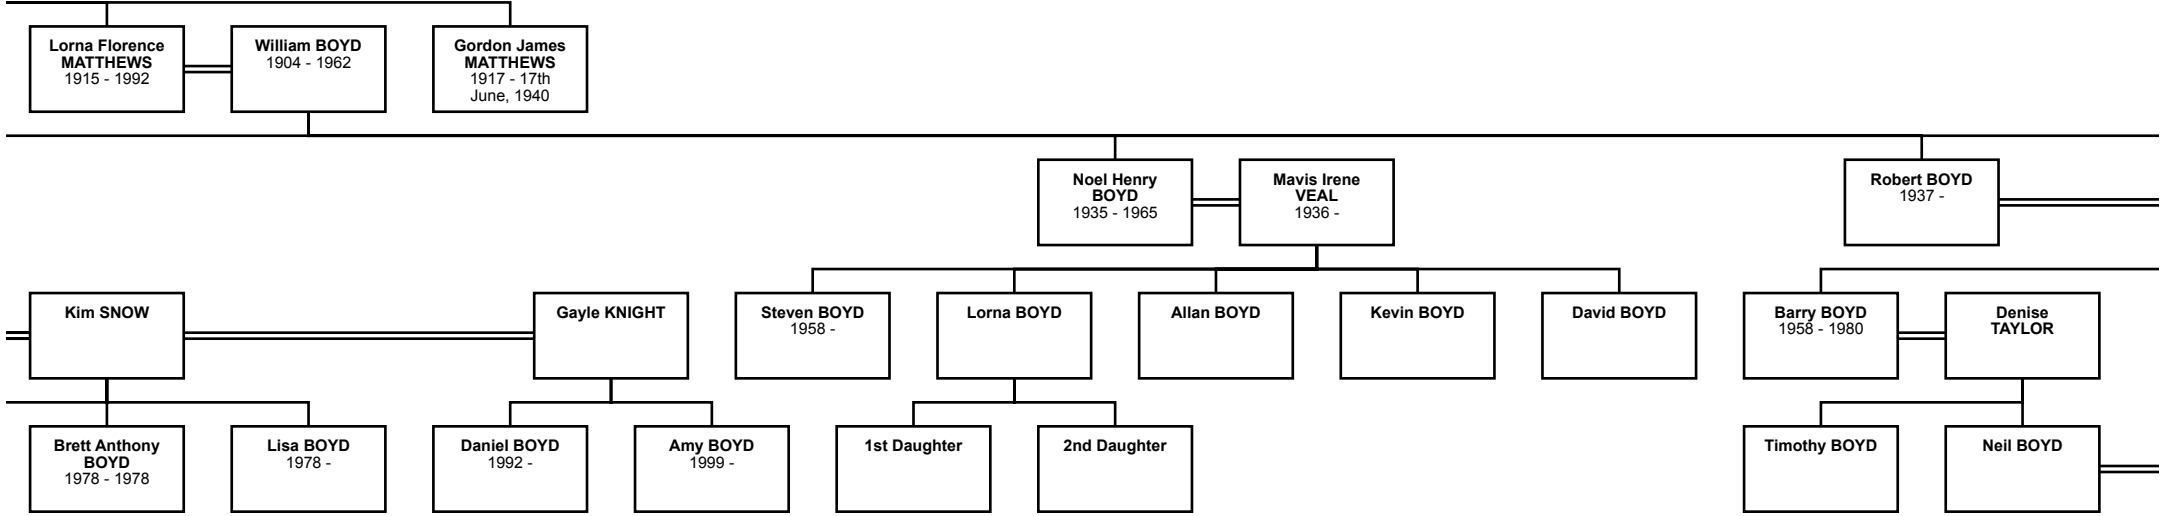 Lorna Florence
MATTHEWS
1915 - 1992
William BOYD
1904 - 1962
Gordon James
MATTHEWS
1917 - 17th
June, 1940
Noel Henry
BOYD
1935 - 1965
Mavis Irene
VEAL
1936 -
Robert BOYD
1937 -
Kim SNOW
Gayle KNIGHT
Steven BOYD
1958 -
Lorna BOYD
Allan BOYD
Kevin BOYD
David BOYD
Barry BOYD
1958 - 1980
Denise
TAYLOR
Brett Anthony
BOYD
1978 - 1978
Lisa BOYD
1978 -
Daniel BOYD
1992 -
Amy BOYD
1999 -
1st Daughter
2nd Daughter
Timothy BOYD
Neil BOYD